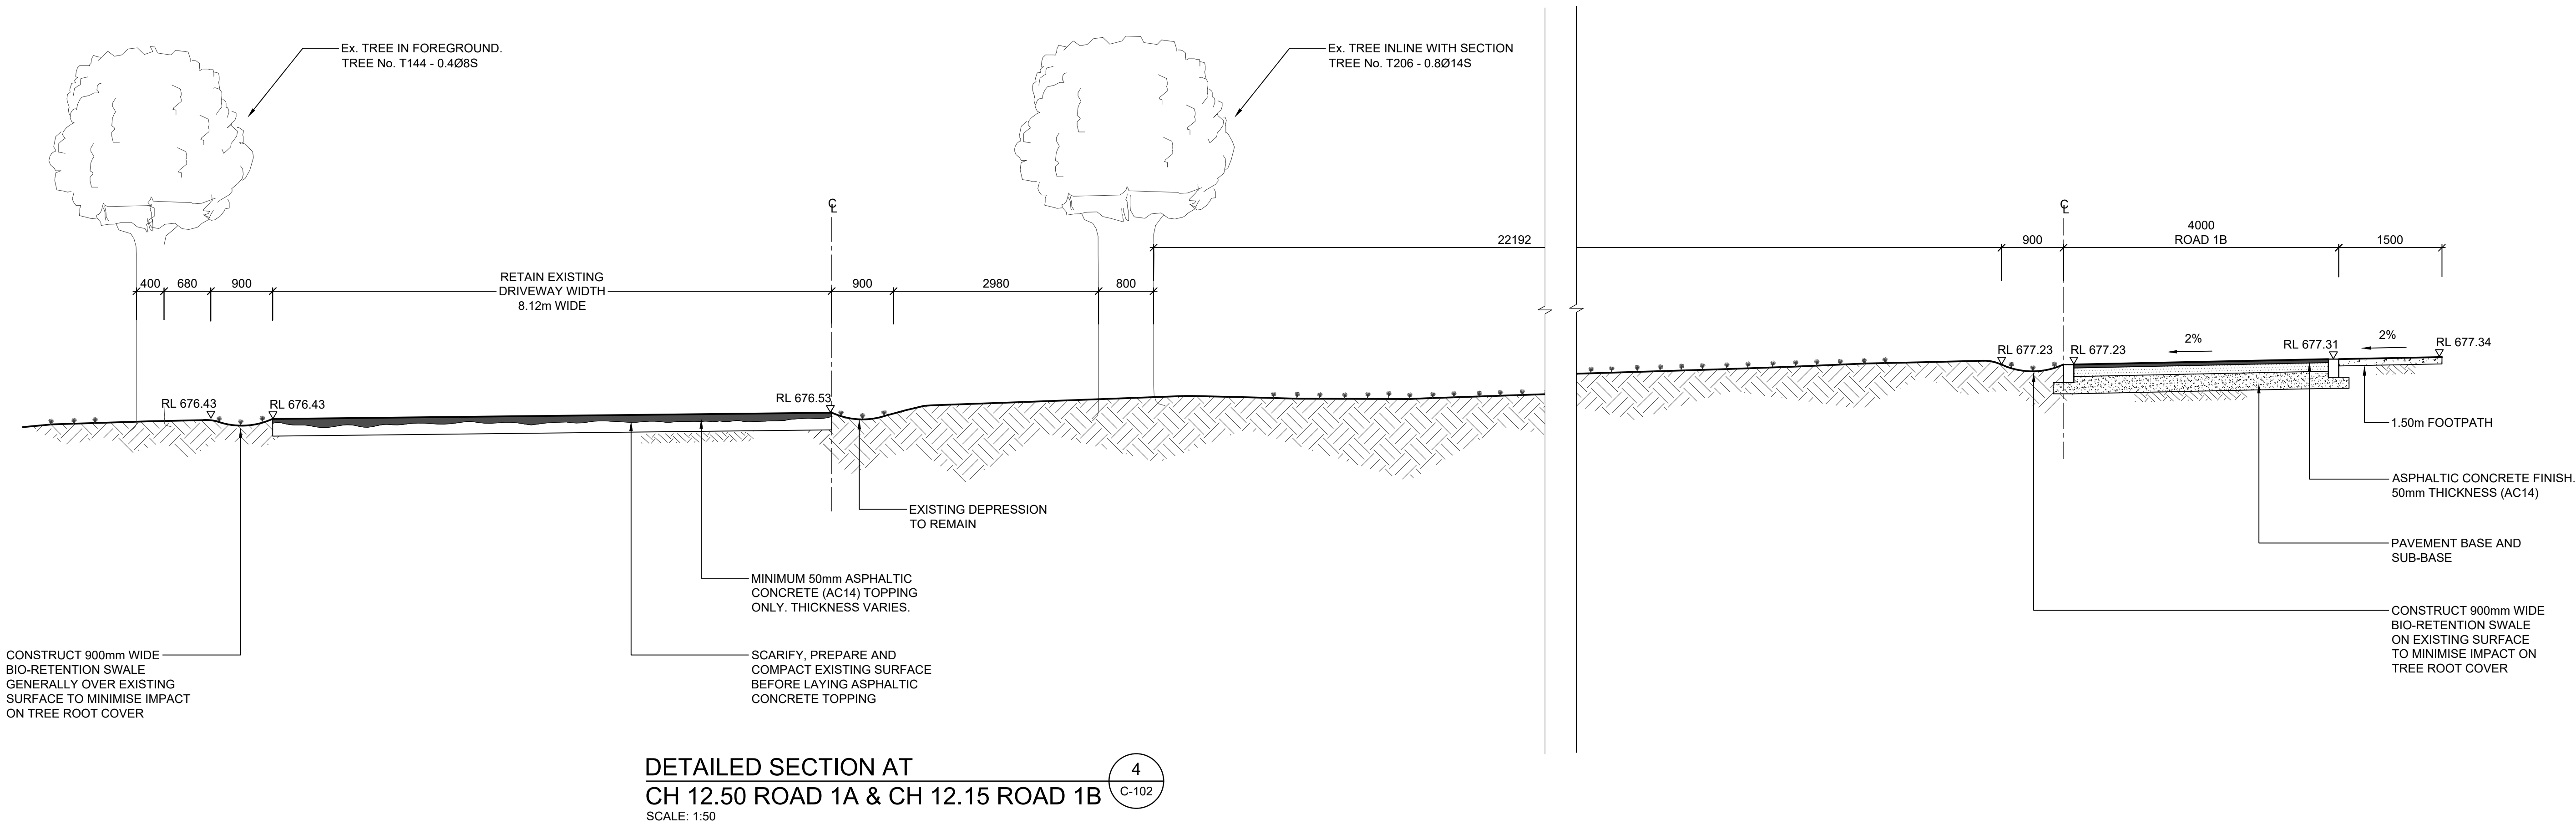 Ex. TREE IN FOREGROUND.
TREE No. T144 - 0.4Ø8S
Ex. TREE INLINE WITH SECTION
TREE No. T206 - 0.8Ø14S
℄
℄
22192
900
4000
ROAD 1B
1500
400
680
900
RETAIN EXISTING
DRIVEWAY WIDTH
8.12m WIDE
900
2980
800
RL 676.43
RL 676.43
RL 676.53
RL 677.23
RL 677.23
2%
RL 677.31
2%
RL 677.34
1.50m FOOTPATH
ASPHALTIC CONCRETE FINISH.
50mm THICKNESS (AC14)
PAVEMENT BASE AND
SUB-BASE
CONSTRUCT 900mm WIDE
BIO-RETENTION SWALE
ON EXISTING SURFACE
TO MINIMISE IMPACT ON
TREE ROOT COVER
EXISTING DEPRESSION
TO REMAIN
MINIMUM 50mm ASPHALTIC
CONCRETE (AC14) TOPPING
ONLY. THICKNESS VARIES.
SCARIFY, PREPARE AND
COMPACT EXISTING SURFACE
BEFORE LAYING ASPHALTIC
CONCRETE TOPPING
CONSTRUCT 900mm WIDE
BIO-RETENTION SWALE
GENERALLY OVER EXISTING
SURFACE TO MINIMISE IMPACT
ON TREE ROOT COVER
DETAILED SECTION AT
CH 12.50 ROAD 1A & CH 12.15 ROAD 1B
SCALE: 1:50
4
C-102